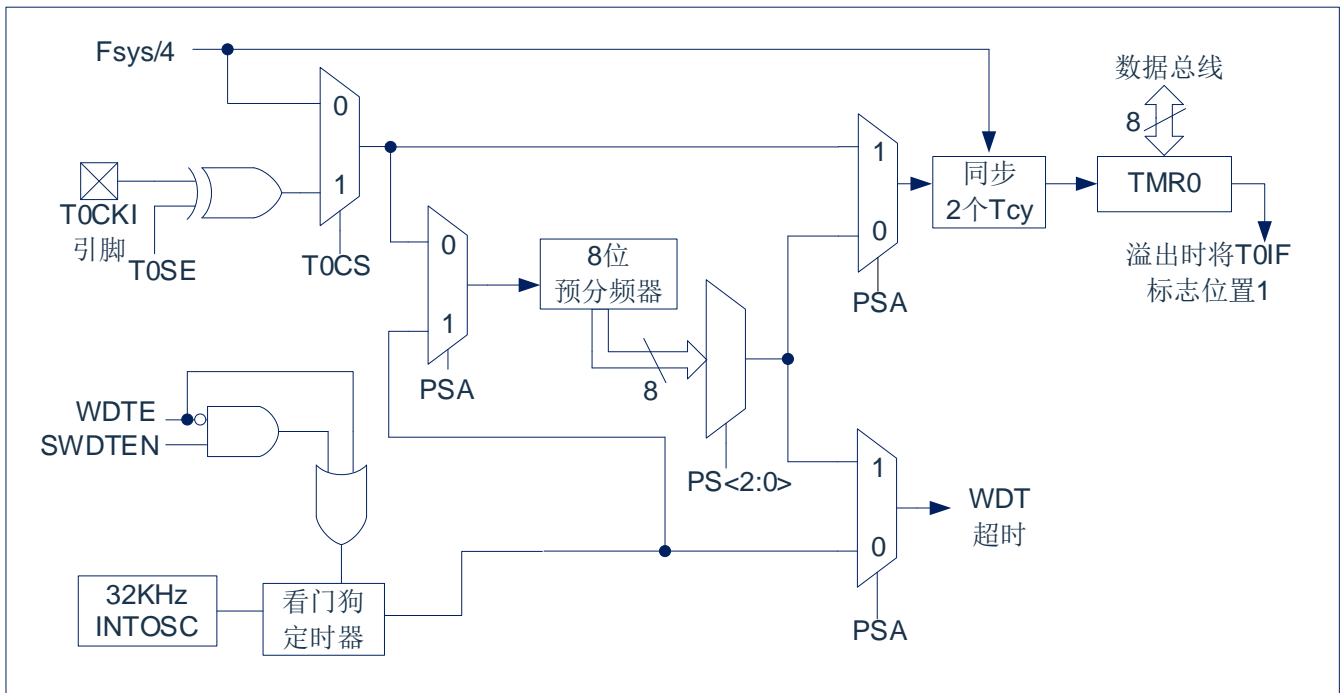 Fsys/4
数据总线
8
0
1
1
0
T0CKI
引脚
T0SE
T0CS
同步
2个Tcy
TMR0
溢出时将T0IF
标志位置1
PSA
0
1
8位
预分频器
PSA
8
PS<2:0>
WDTE
SWDTEN
1
0
WDT
超时
PSA
32KHz
INTOSC
看门狗
定时器